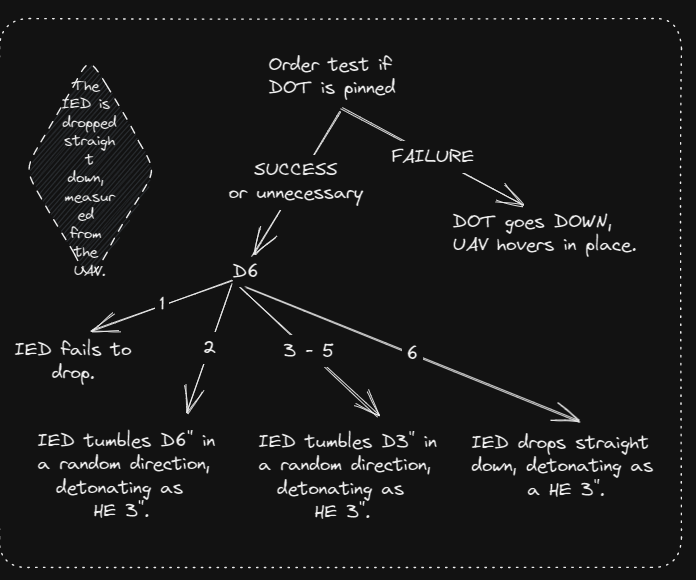 Order test if
DOT is pinned
The
IED is
dropped
straigh
t
down,
measur
ed
from
the
UAV.
SUCCESS
or unnecessary
FAILURE
DOT goes DOWN,
UAV hovers in place.
D6
1
2
3 - 5
6
IED fails to
drop.
IED tumbles D6" in
a random direction,
detonating as
HE 3".
IED tumbles D3" in
a random direction,
detonating as
HE 3".
IED drops straight
down, detonating as
a HE 3".